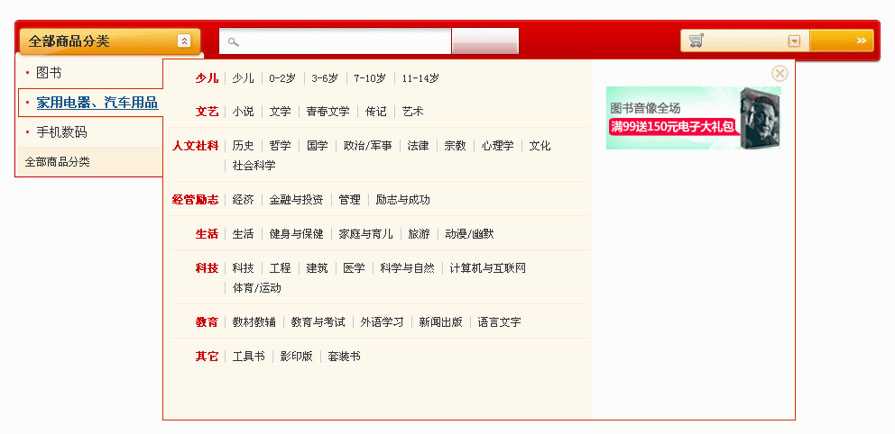 全部商品分类
图书
家用电器、汽车用品
手机数码
全部商品分类
少儿 少儿 0-2岁 3-6岁 7-10岁 11-14岁
文艺 小说 文学 青春文学 传记 艺术
人文社科 历史 哲学 国学 政治/军事 法律 宗教 心理学 文化
社会科学
经管励志 经济 金融与投资 管理 励志与成功
生活 生活 健身与保健 家庭与育儿 旅游 动漫/幽默
科技 科技 工程 建筑 医学 科学与自然 计算机与互联网
体育/运动
教育 教材教辅 教育与考试 外语学习 新闻出版 语言文字
其它 工具书 影印版 套装书
图书音像全场
满99送150元电子大礼包